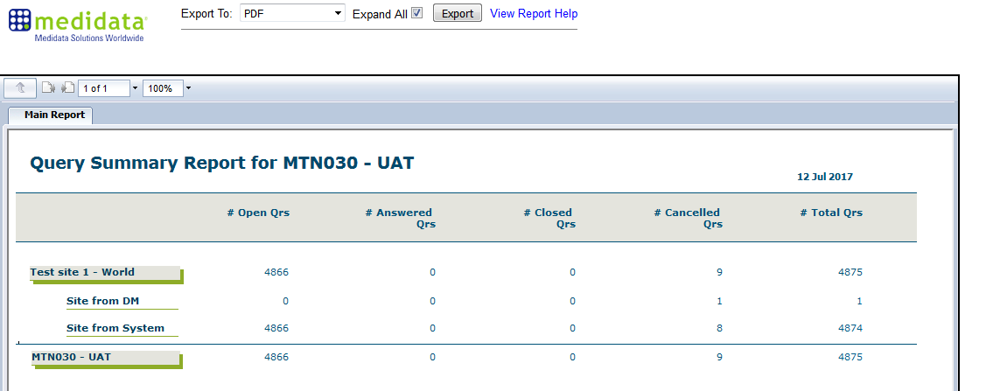 medidata
Medidata Solutions Worldwide
Export To: PDF Expand All Export View Report Help
1 of 1 100%
Main Report
Query Summary Report for MTN030 - UAT
12 Jul 2017
# Open Qrs # Answered Qrs # Closed Qrs # Cancelled Qrs # Total Qrs
Test site 1 - World 4866 0 0 9 4875
Site from DM 0 0 0 1 1
Site from System 4866 0 0 8 4874
MTN030 - UAT 4866 0 0 9 4875